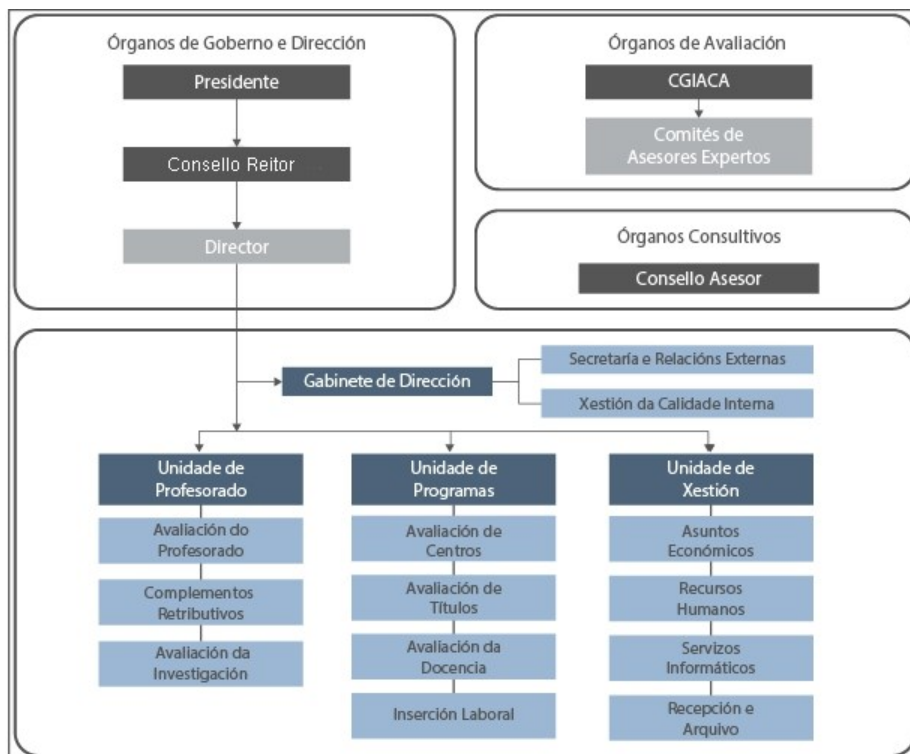 Órganos de Goberno e Dirección
Presidente
Consello Reitor
Director
Órganos de Avaliación
CGIACA
Comités de
Asesores Expertos
Órganos Consultivos
Consello Asesor
Gabinete de Dirección
Secretaría e Relacións Externas
Xestión da Calidade Interna
Unidade de
Profesorado
Avaliación do
Profesorado
Complementos
Retributivos
Avaliación da
Investigación
Unidade de
Programas
Avaliación de
Centros
Avaliación de
Títulos
Avaliación da
Docencia
Inserción Laboral
Unidade de
Xestión
Asuntos
Económicos
Recursos
Humanos
Servizos
Informáticos
Recepción e
Arquivo